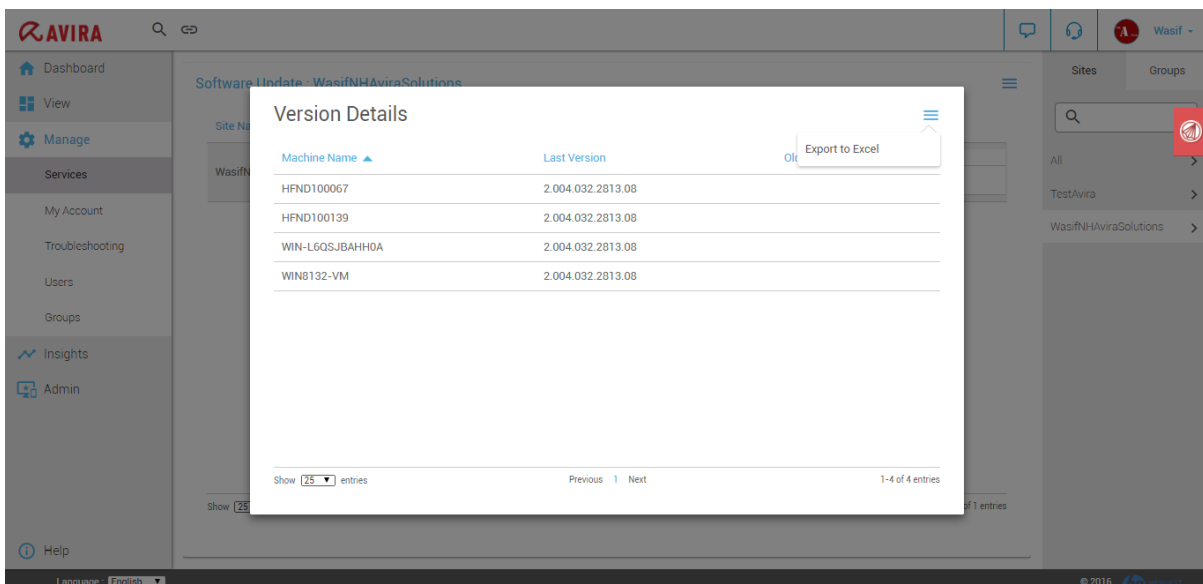 AVIRA
Wasif
Dashboard
View
Manage
Services
My Account
Troubleshooting
Users
Groups
Insights
Admin
Help
Language : English
Software Update : WasifNHAviraSolutions
Site Na
WasifN
Version Details
Export to Excel
Machine Name Last Version Ol
HFND100067 2.004.032.2813.08
HFND100139 2.004.032.2813.08
WIN-L6QSJBAHH0A 2.004.032.2813.08
WIN8132-VM 2.004.032.2813.08
Show 25 entries Previous 1 Next 1-4 of 4 entries
Show 25 of 1 entries
Sites Groups
All
TestAvira
WasifNHAviraSolutions
© 2016